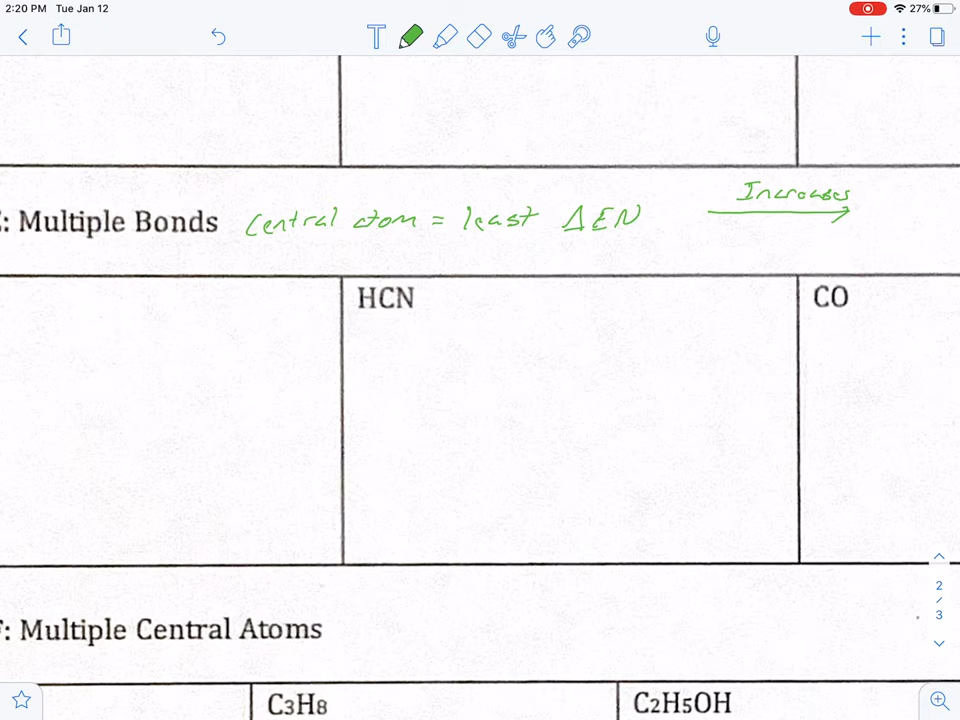 2:20 PM Tue Jan 12
27%
Increases
: Multiple Bonds Central atom = least ΔEN
HCN
CO
2
/
3
: Multiple Central Atoms
C3H8
C2H5OH